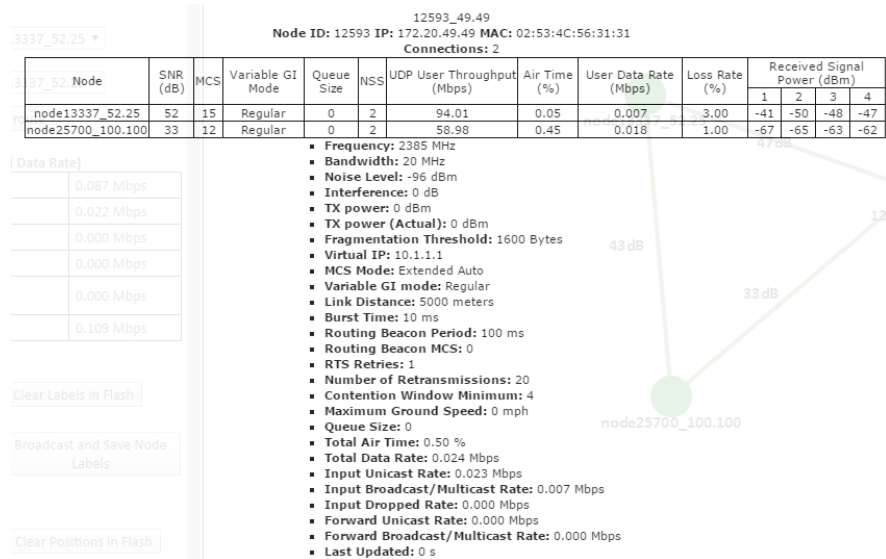 12593_49.49
Node ID: 12593 IP: 172.20.49.49 MAC: 02:53:4C:56:31:31
Connections: 2
Node SNR (dB) MCS Variable GI Mode Queue Size NSS UDP User Throughput (Mbps) Air Time (%) User Data Rate (Mbps) Loss Rate (%) Received Signal Power (dBm)
1 2 3 4
node13337_52.25 52 15 Regular 0 2 94.01 0.05 0.007 3.00 -41 -50 -48 -47
node25700_100.100 33 12 Regular 0 2 58.98 0.45 0.018 1.00 -67 -65 -63 -62
▪ Frequency: 2385 MHz
▪ Bandwidth: 20 MHz
▪ Noise Level: -96 dBm
▪ Interference: 0 dB
▪ TX power: 0 dBm
▪ TX power (Actual): 0 dBm
▪ Fragmentation Threshold: 1600 Bytes
▪ Virtual IP: 10.1.1.1
▪ MCS Mode: Extended Auto
▪ Variable GI mode: Regular
▪ Link Distance: 5000 meters
▪ Burst Time: 10 ms
▪ Routing Beacon Period: 100 ms
▪ Routing Beacon MCS: 0
▪ RTS Retries: 1
▪ Number of Retransmissions: 20
▪ Contention Window Minimum: 4
▪ Maximum Ground Speed: 0 mph
▪ Queue Size: 0
▪ Total Air Time: 0.50 %
▪ Total Data Rate: 0.024 Mbps
▪ Input Unicast Rate: 0.023 Mbps
▪ Input Broadcast/Multicast Rate: 0.007 Mbps
▪ Input Dropped Rate: 0.000 Mbps
▪ Forward Unicast Rate: 0.000 Mbps
▪ Forward Broadcast/Multicast Rate: 0.000 Mbps
▪ Last Updated: 0 s
.3337_52.25 ▼
d Data Rate)
0.087 Mbps
0.022 Mbps
0.000 Mbps
0.000 Mbps
0.000 Mbps
0.109 Mbps
Clear Labels in Flash
Broadcast and Save Node
Labels
Clear Positions in Flash
47dB
12
43dB
33dB
node25700_100.100